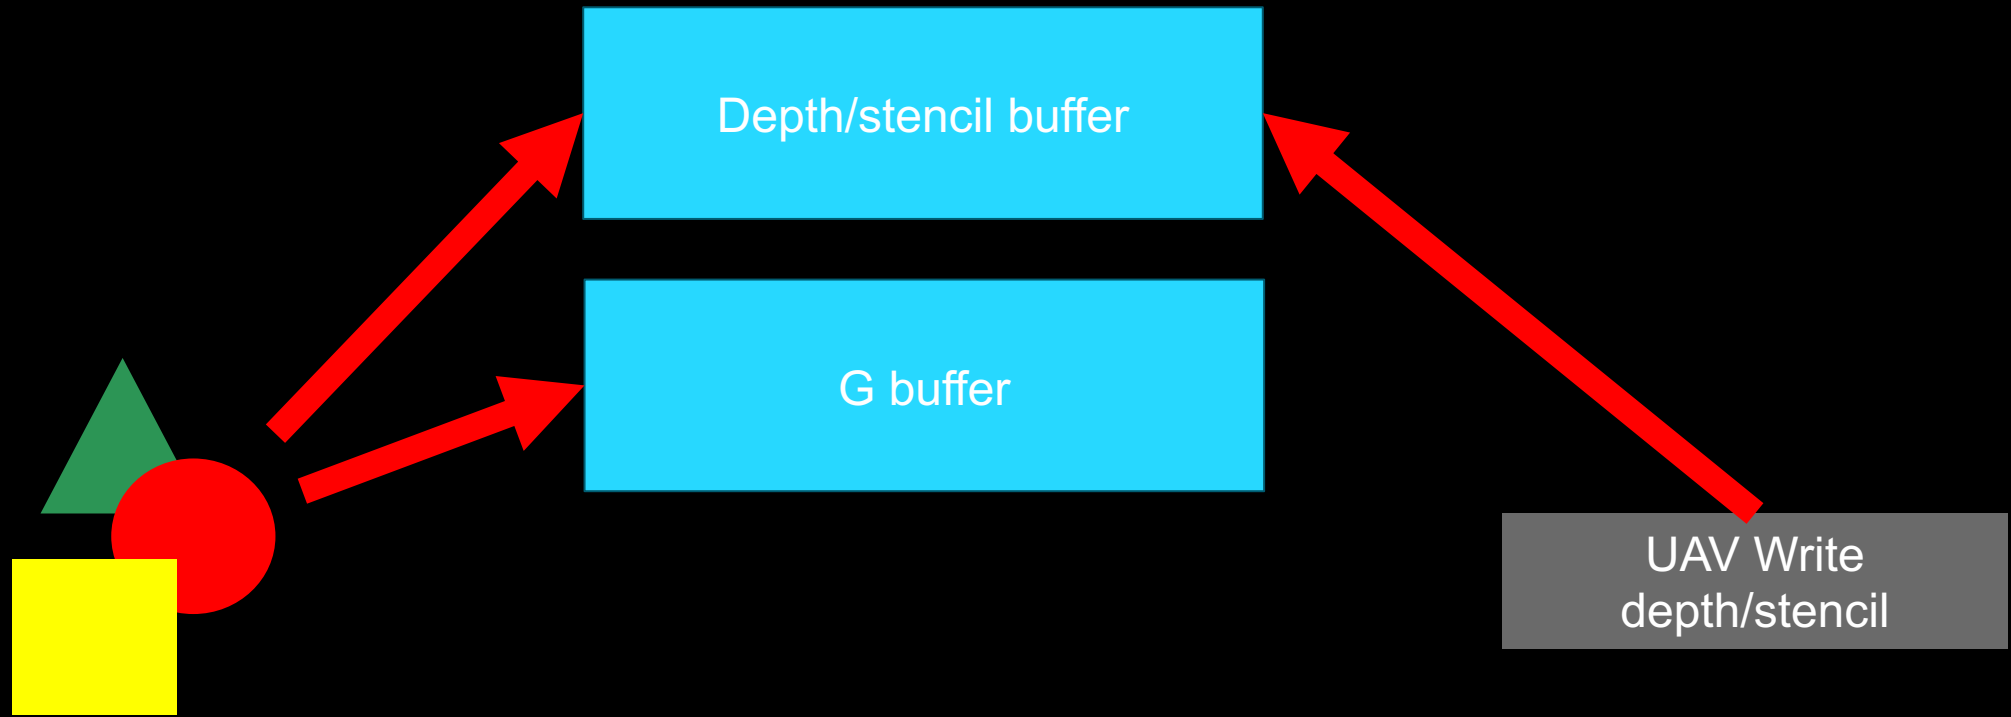 Depth/stencil buffer
G buffer
UAV Write
depth/stencil